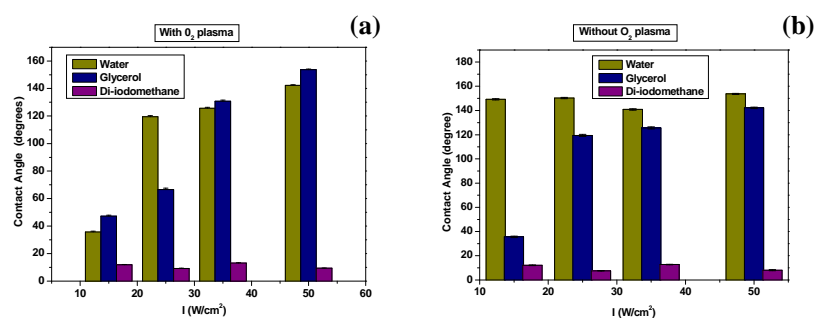 With 0₂ plasma
(a)
Water
Glycerol
Di-iodomethane
Contact Angle (degrees)
160
140
120
100
80
60
40
20
0
10 20 30 40 50 60
I (W/cm²)
Without O₂ plasma
(b)
Water
Glycerol
Di-iodomethane
Contact Angle (degrees)
180
160
140
120
100
80
60
40
20
0
10 20 30 40 50
I (W/cm²)